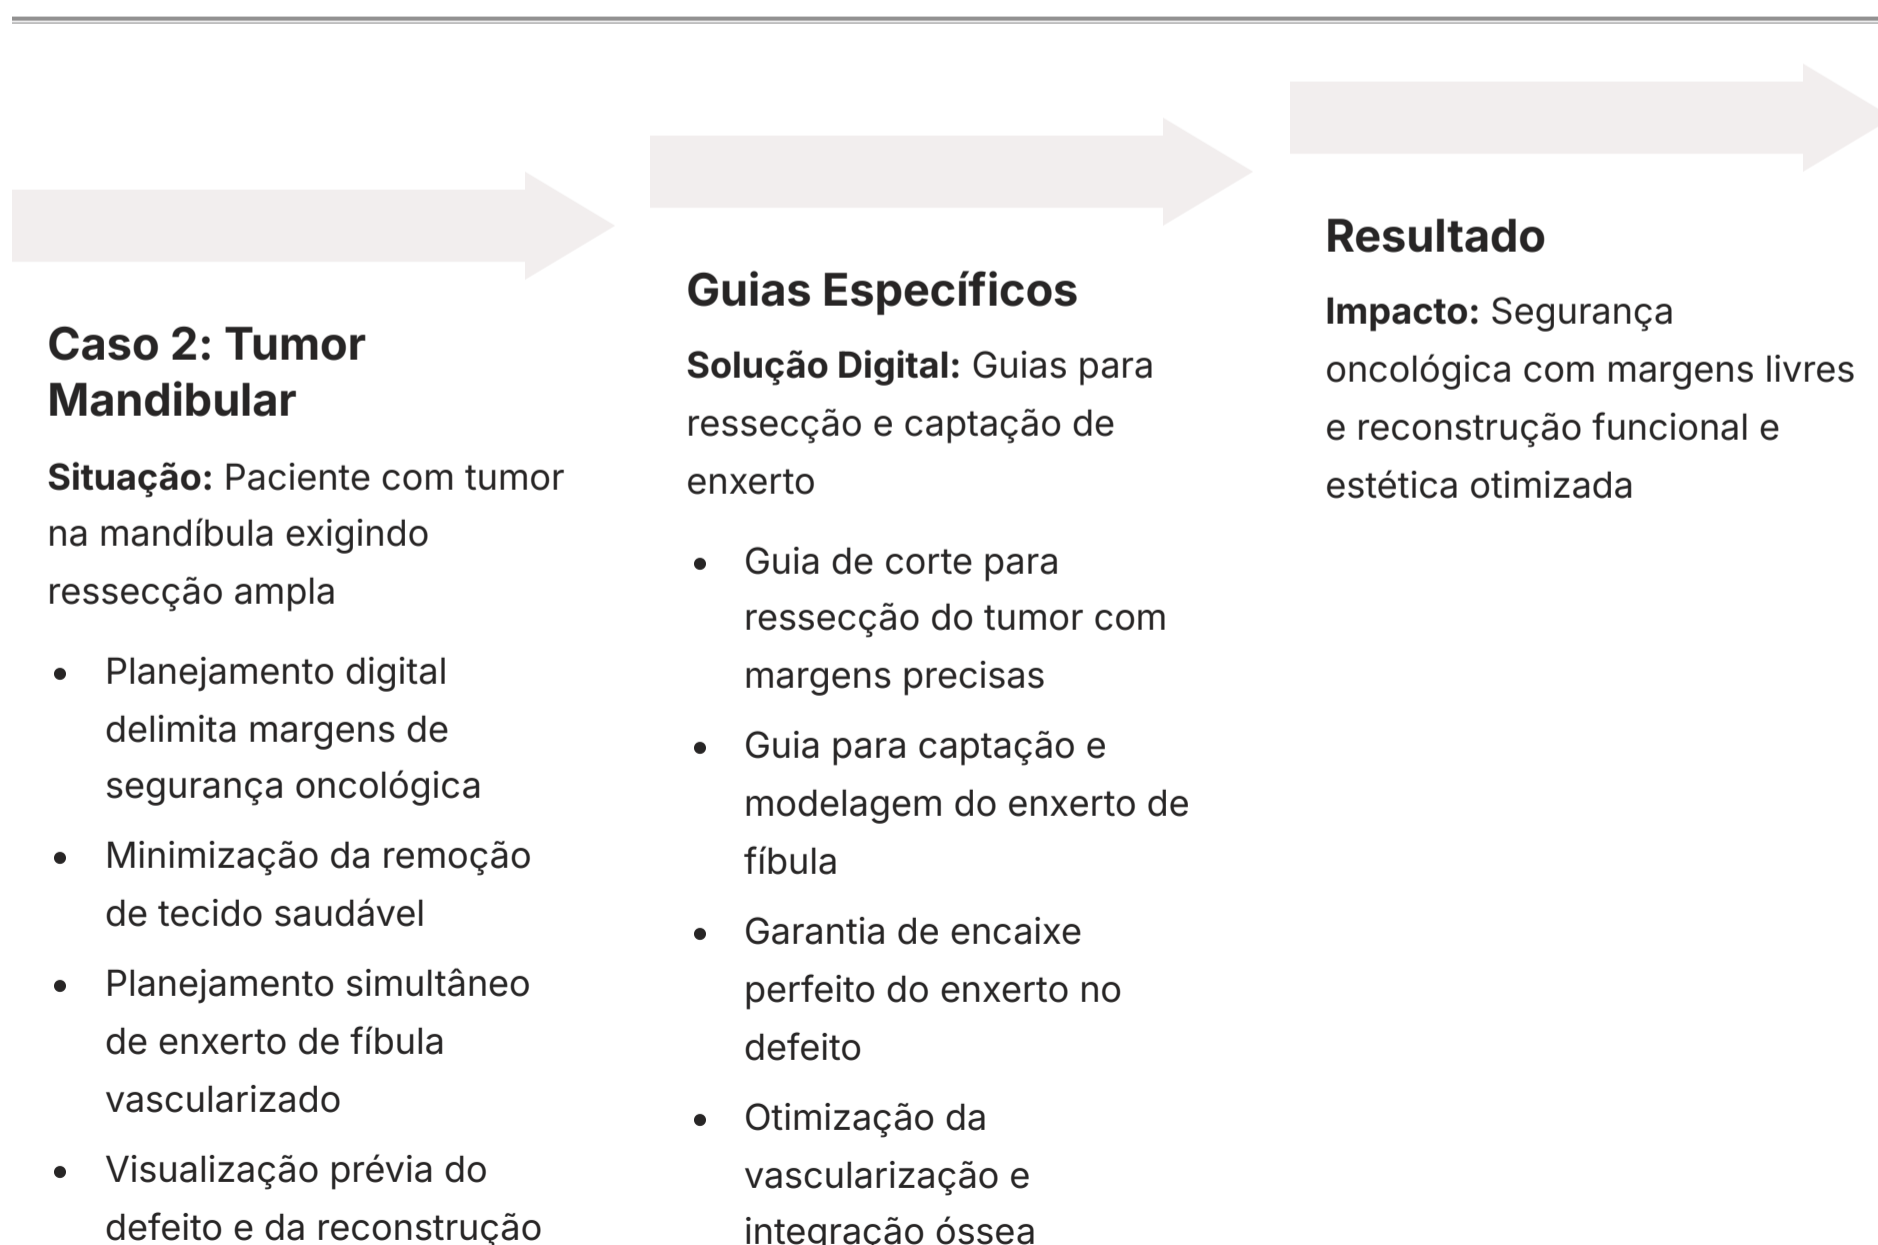 Caso 2: Tumor
Mandibular
Situação: Paciente com tumor
na mandíbula exigindo
ressecção ampla
• Planejamento digital
delimita margens de
segurança oncológica
• Minimização da remoção
de tecido saudável
• Planejamento simultâneo
de enxerto de fíbula
vascularizado
• Visualização prévia do
defeito e da reconstrução
Guias Específicos
Solução Digital: Guias para
ressecção e captação de
enxerto
• Guia de corte para
ressecção do tumor com
margens precisas
• Guia para captação e
modelagem do enxerto de
fíbula
• Garantia de encaixe
perfeito do enxerto no
defeito
• Otimização da
vascularização e
integração óssea
Resultado
Impacto: Segurança
oncológica com margens livres
e reconstrução funcional e
estética otimizada